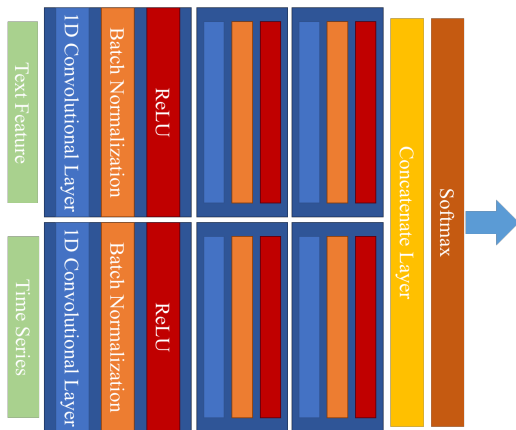 Text Feature
1D Convolutional Layer
Batch Normalization
ReLU
Time Series
1D Convolutional Layer
Batch Normalization
ReLU
Concatenate Layer
Softmax